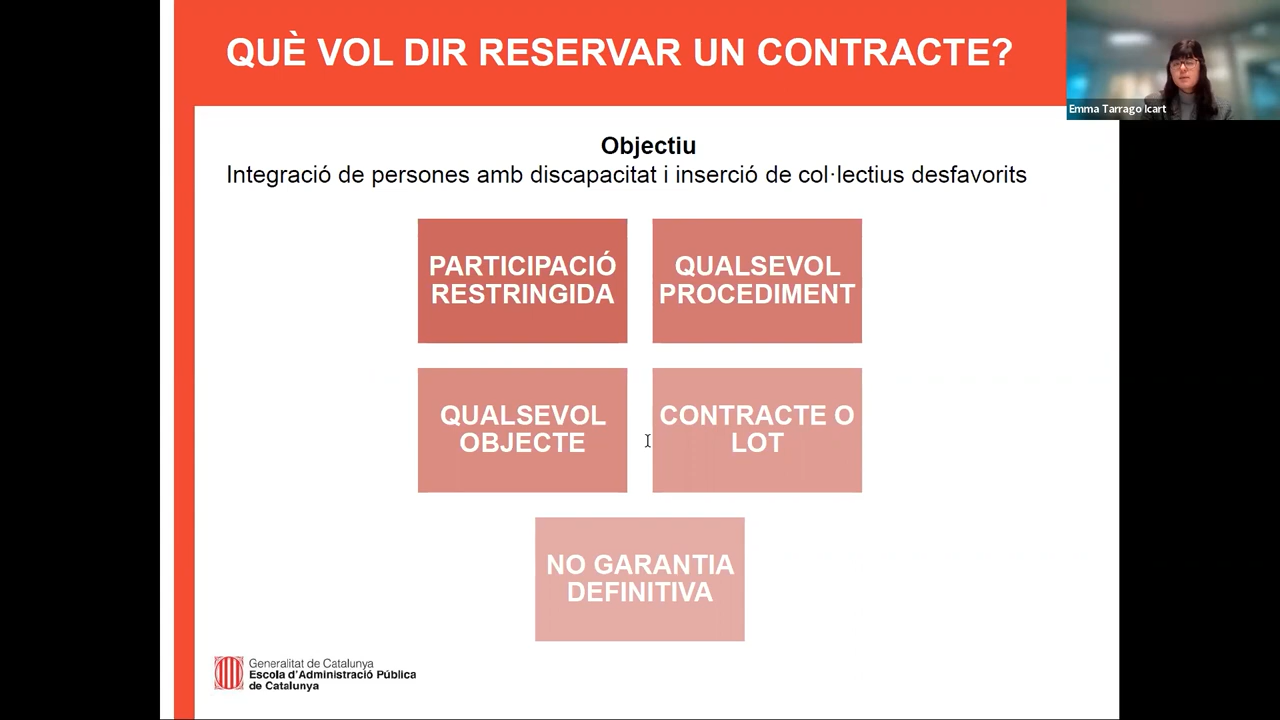 QUÈ VOL DIR RESERVAR UN CONTRACTE?
Emma Tarrago Icart
Objectiu
Integració de persones amb discapacitat i inserció de col·lectius desfavorits
PARTICIPACIÓ
RESTRINGIDA
QUALSEVOL
PROCEDIMENT
QUALSEVOL
OBJECTE
CONTRACTE O
LOT
NO GARANTIA
DEFINITIVA
Generalitat de Catalunya
Escola d'Administració Pública
de Catalunya